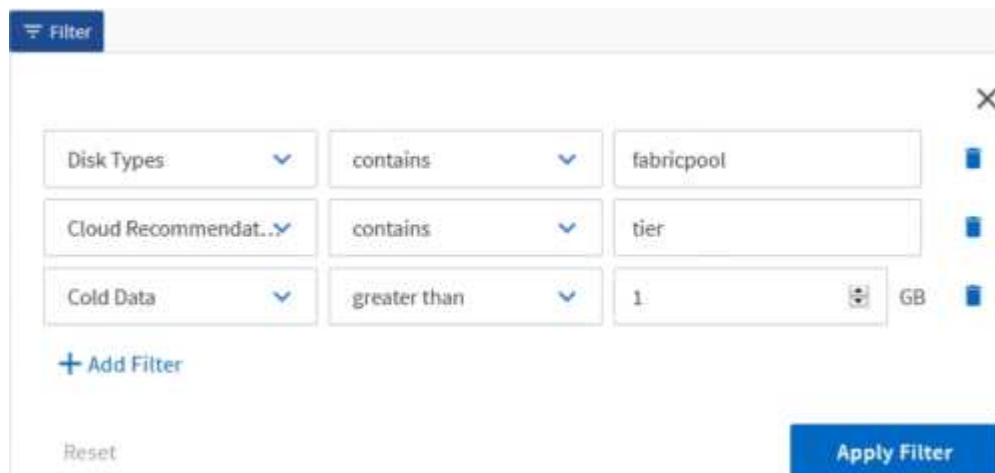 Filter
Disk Types contains fabricpool
Cloud Recommendat... contains tier
Cold Data greater than 1 GB
+ Add Filter
Reset Apply Filter